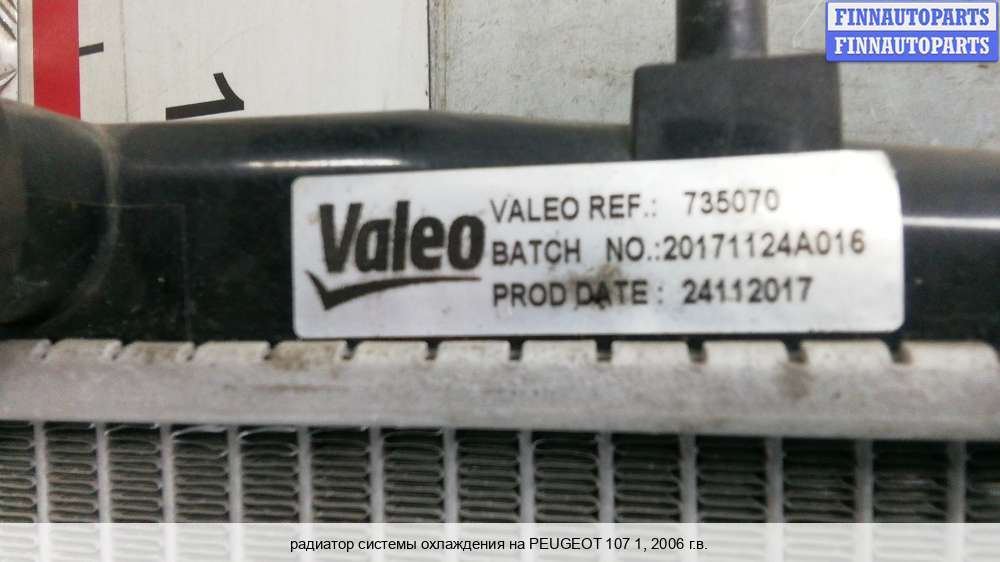 FINNAUTOPARTS
FINNAUTOPARTS
1
Valeo
VALEO REF.: 735070
BATCH NO.:20171124A016
PROD DATE : 24112017
радиатор системы охлаждения на PEUGEOT 107 1, 2006 г.в.